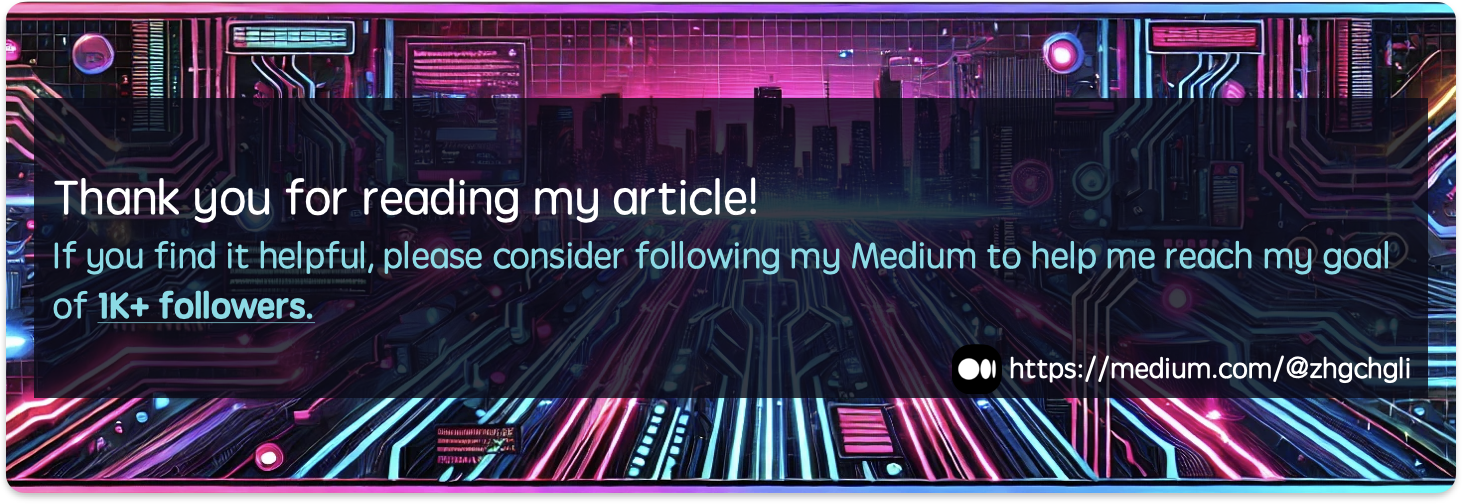 Thank you for reading my article!
If you find it helpful, please consider following my Medium to help me reach my goal
of 1K+ followers.
https://medium.com/@zhgchgli